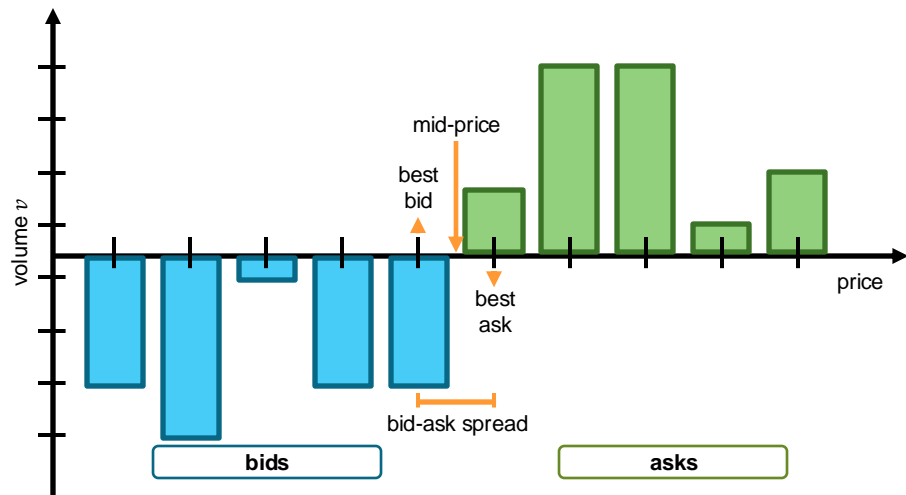 mid-price
best
bid
volume v
price
best
ask
bid-ask spread
bids
asks